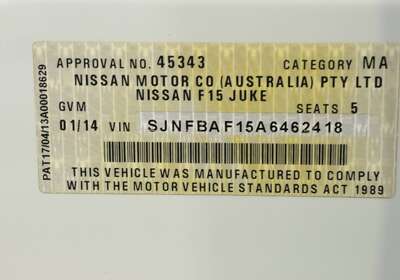 APPROVAL NO. 45343 CATEGORY MA
NISSAN MOTOR CO (AUSTRALIA) PTY LTD
NISSAN F15 JUKE
GVM SEATS 5
01/14 VIN SJNFBAF15A6462418
THIS VEHICLE WAS MANUFACTURED TO COMPLY
WITH THE MOTOR VEHICLE STANDARDS ACT 1989
PAT17/04/13A00018629